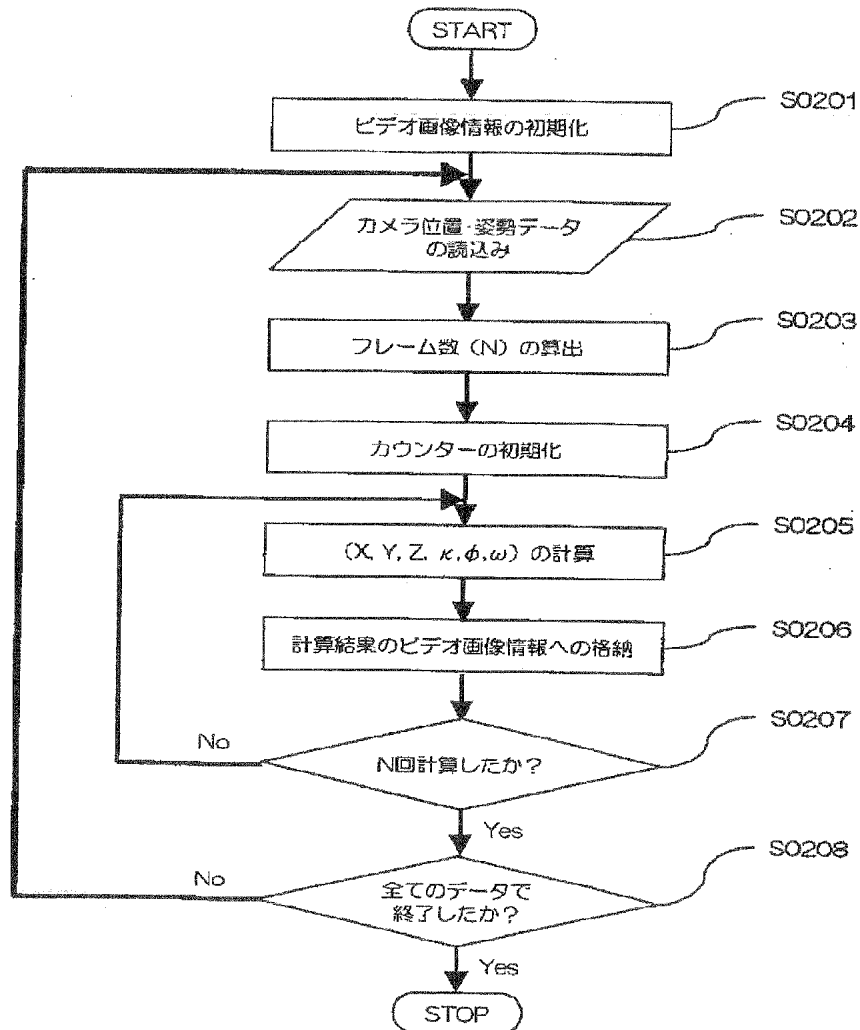 START
ビデオ画像情報の初期化
S0201
カメラ位置・姿勢データ
の読込み
S0202
フレーム数（N）の算出
S0203
カウンターの初期化
S0204
(X, Y, Z, κ,φ,ω) の計算
S0205
計算結果のビデオ画像情報への格納
S0206
N回計算したか？
S0207
No
Yes
全てのデータで
終了したか？
S0208
No
Yes
STOP